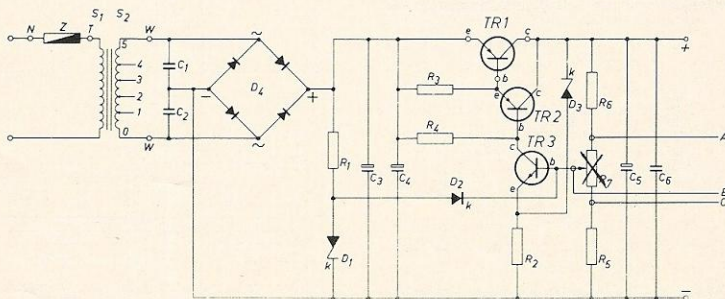 S1 S2
TR1
N Z T
5 W
e c
+
4
3
2
1
0
C1
C2
~
− D4 +
~
W
R3
b
e c
TR2
b
k
D3
R6
R4
c TR3
b
e
R7
A
B
C
R1
C3
C4
D2
k
C5
C6
k D1
R2
R5
−